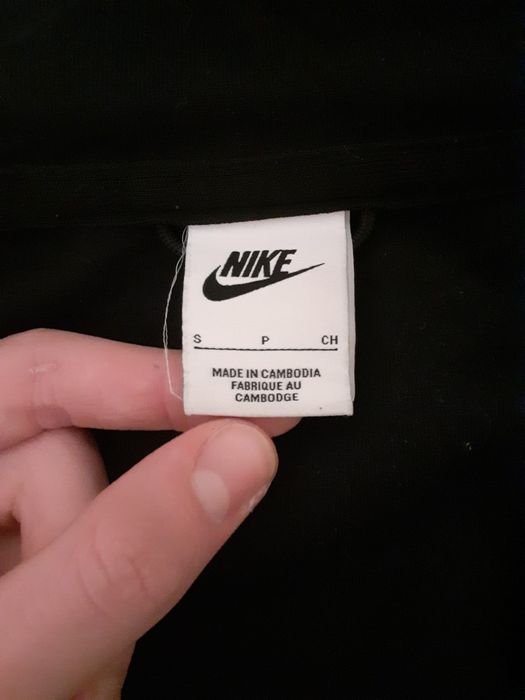 NIKE
S P CH
MADE IN CAMBODIA
FABRIQUE AU
CAMBODGE